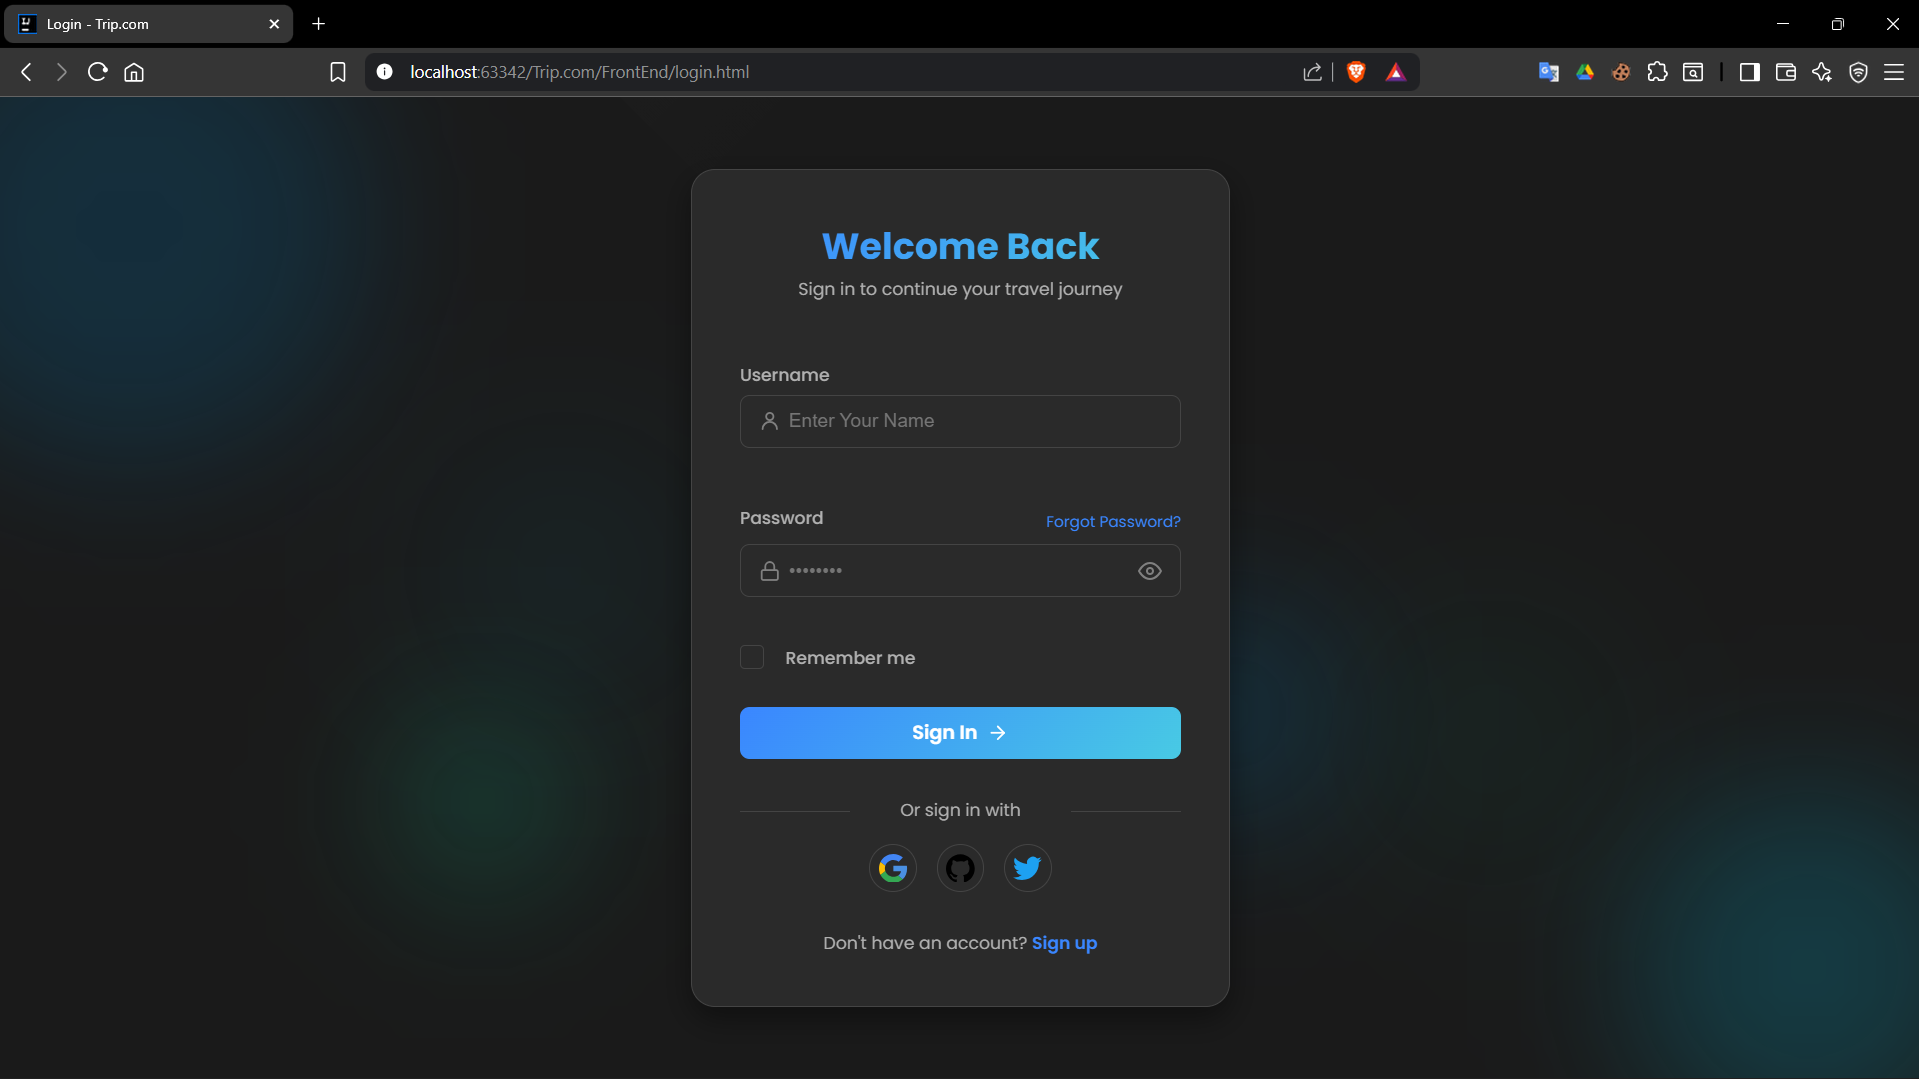 Login - Trip.com
localhost:63342/Trip.com/FrontEnd/login.html
Welcome Back
Sign in to continue your travel journey
Username
Enter Your Name
Password
Forgot Password?
••••••••
Remember me
Sign In →
Or sign in with
Don't have an account? Sign up